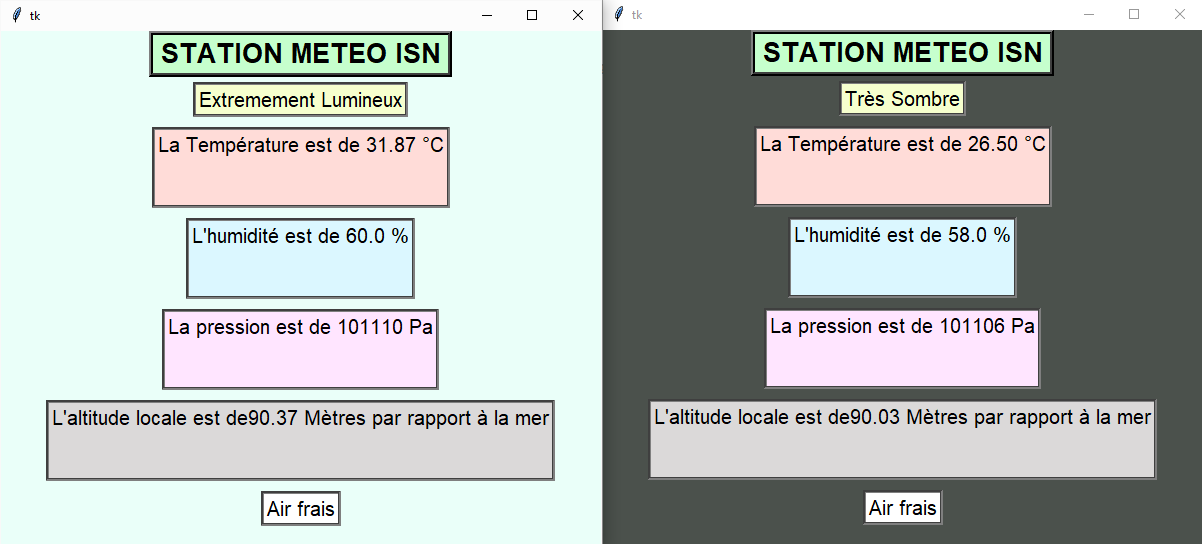 tk
STATION METEO ISN
Extremement Lumineux
La Température est de 31.87 °C
L'humidité est de 60.0 %
La pression est de 101110 Pa
L'altitude locale est de90.37 Mètres par rapport à la mer
Air frais
tk
STATION METEO ISN
Très Sombre
La Température est de 26.50 °C
L'humidité est de 58.0 %
La pression est de 101106 Pa
L'altitude locale est de90.03 Mètres par rapport à la mer
Air frais